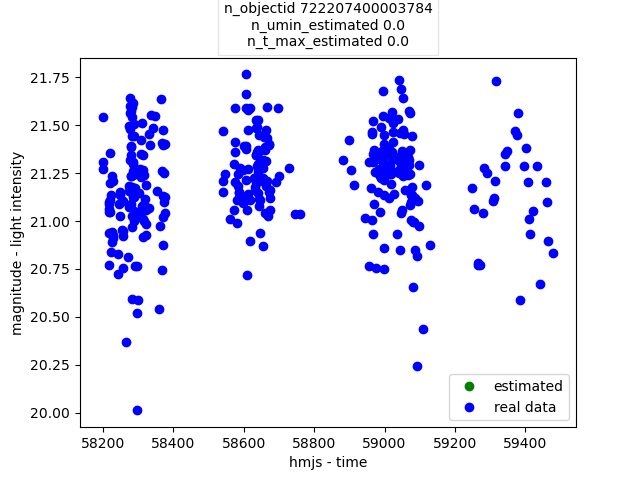 n_objectid 722207400003784
n_umin_estimated 0.0
n_t_max_estimated 0.0
magnitude - light intensity
21.75
21.50
21.25
21.00
20.75
20.50
20.25
20.00
estimated
real data
58200 58400 58600 58800 59000 59200 59400
hmjs - time